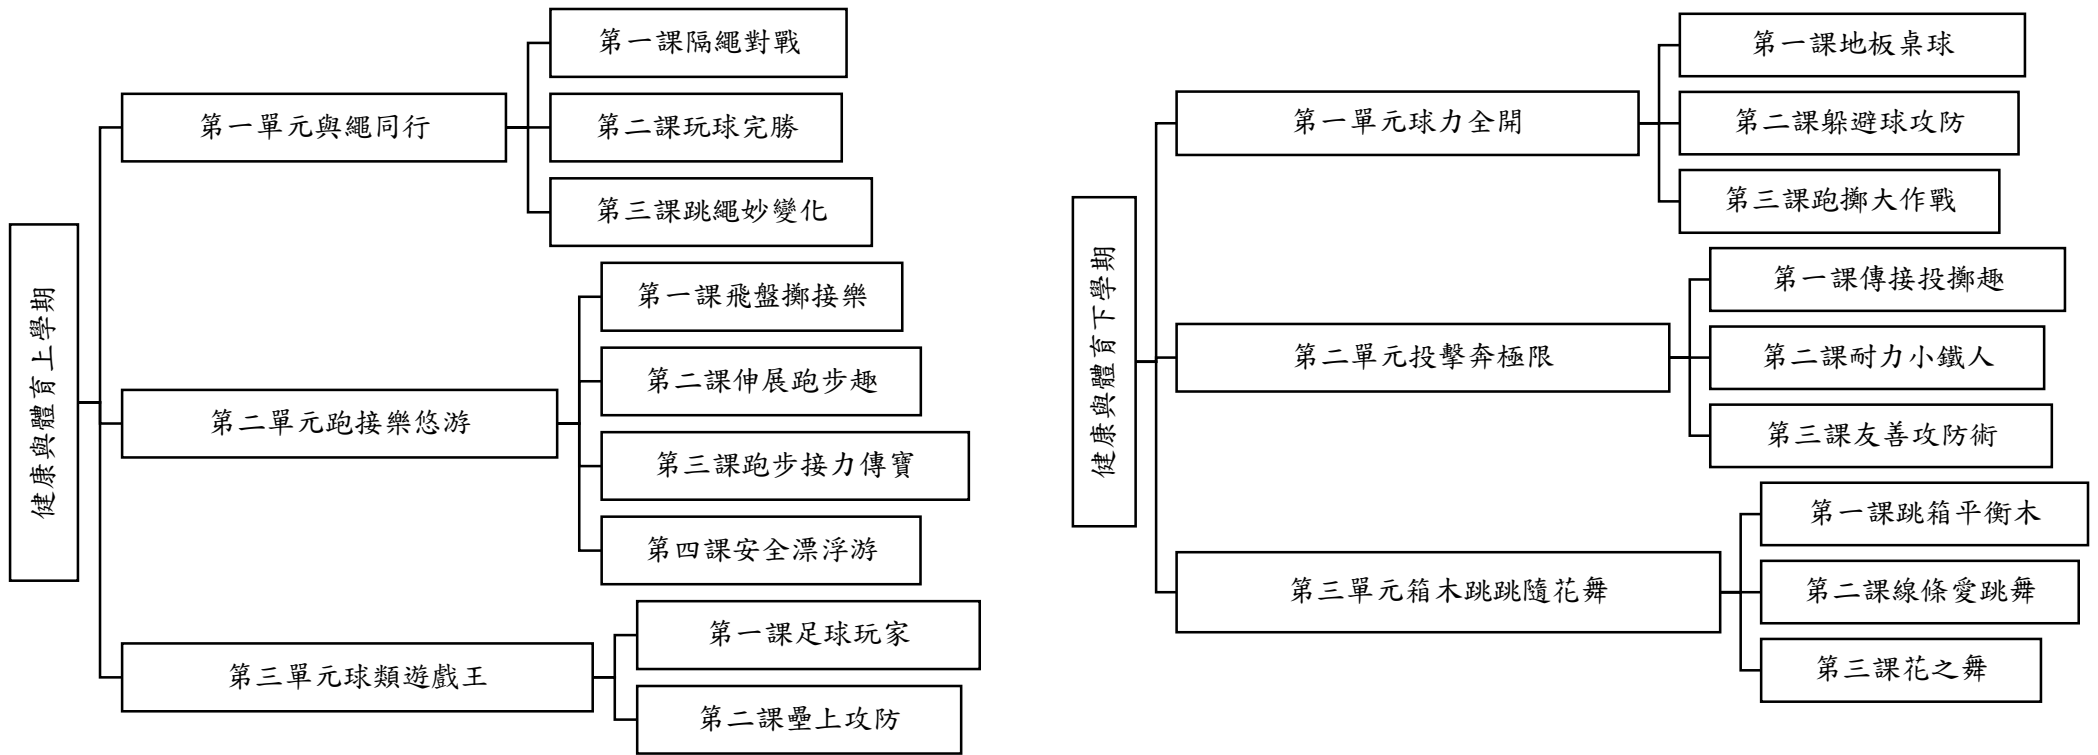 健康與體育上學期
第一單元與繩同行
第一課隔繩對戰
第二課玩球完勝
第三課跳繩妙變化
第二單元跑接樂悠游
第一課飛盤擲接樂
第二課伸展跑步趣
第三課跑步接力傳寶
第四課安全漂浮游
第三單元球類遊戲王
第一課足球玩家
第二課壘上攻防
健康與體育下學期
第一單元球力全開
第一課地板桌球
第二課躲避球攻防
第三課跑擲大作戰
第二單元投擊奔極限
第一課傳接投擲趣
第二課耐力小鐵人
第三課友善攻防術
第三單元箱木跳跳隨花舞
第一課跳箱平衡木
第二課線條愛跳舞
第三課花之舞